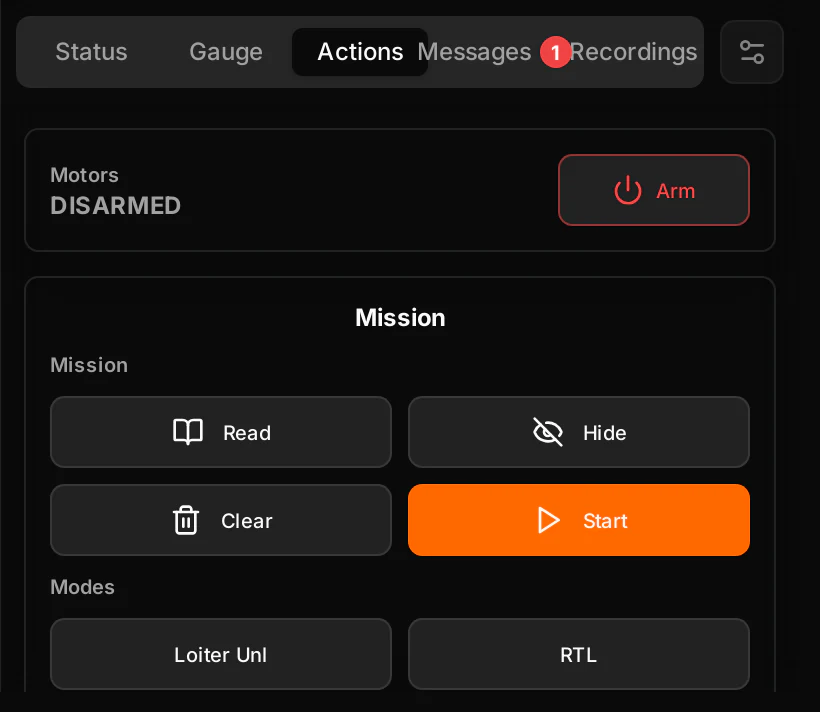 Status Gauge Actions Messages 1 Recordings
Motors
DISARMED
Arm
Mission
Mission
Read Hide
Clear Start
Modes
Loiter Unl RTL